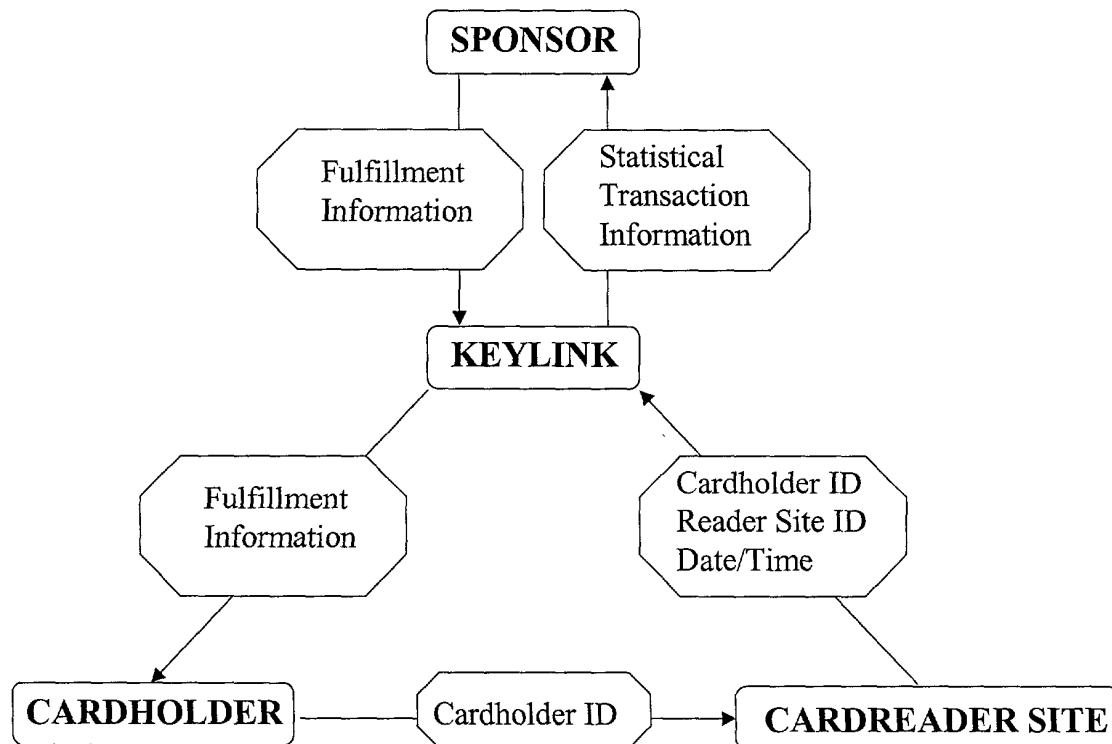 SPONSOR
Fulfillment
Information
Statistical
Transaction
Information
KEYLINK
Fulfillment
Information
Cardholder ID
Reader Site ID
Date/Time
CARDHOLDER
Cardholder ID
CARDREADER SITE